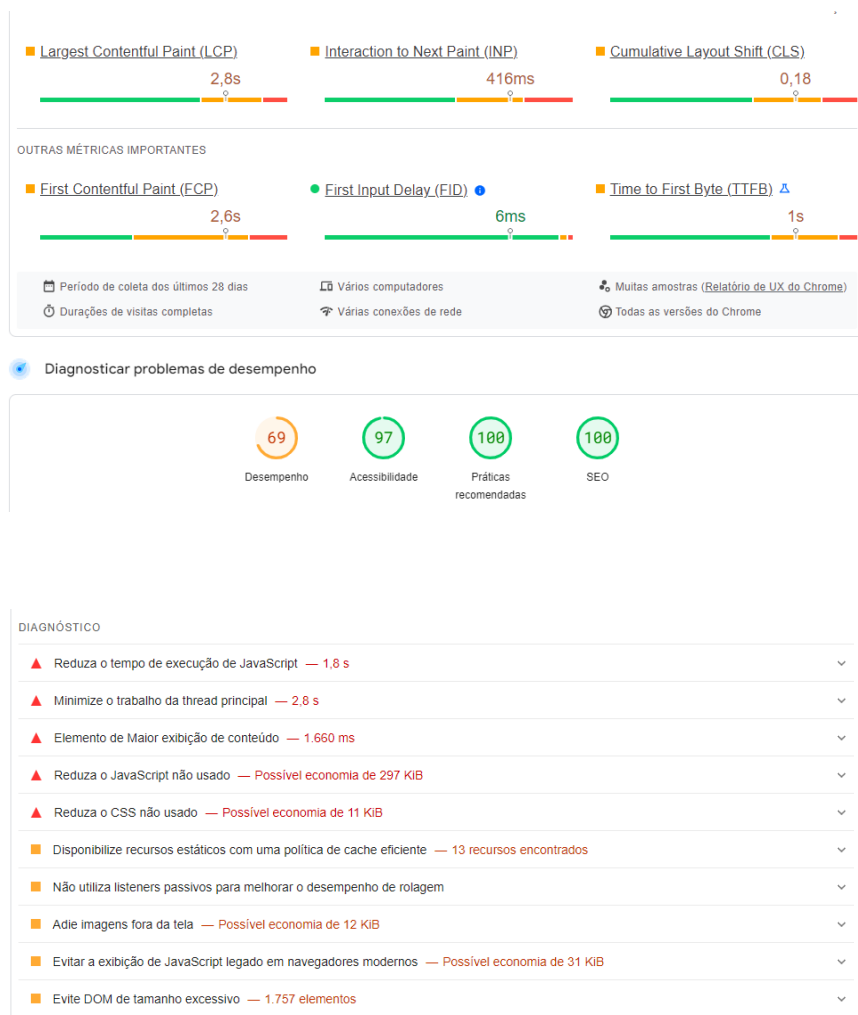 Largest Contentful Paint (LCP)
Interaction to Next Paint (INP)
Cumulative Layout Shift (CLS)
2,8s
416ms
0,18
OUTRAS MÉTRICAS IMPORTANTES
First Contentful Paint (FCP)
First Input Delay (FID)
Time to First Byte (TTFB)
2,6s
6ms
1s
Período de coleta dos últimos 28 dias
Vários computadores
Muitas amostras (Relatório de UX do Chrome)
Durações de visitas completas
Várias conexões de rede
Todas as versões do Chrome
Diagnosticar problemas de desempenho
69
97
100
100
Desempenho
Acessibilidade
Práticas
recomendadas
SEO
DIAGNÓSTICO
Reduza o tempo de execução de JavaScript — 1,8 s
Minimize o trabalho da thread principal — 2,8 s
Elemento de Maior exibição de conteúdo — 1.660 ms
Reduza o JavaScript não usado — Possível economia de 297 KiB
Reduza o CSS não usado — Possível economia de 11 KiB
Disponibilize recursos estáticos com uma política de cache eficiente — 13 recursos encontrados
Não utiliza listeners passivos para melhorar o desempenho de rolagem
Adie imagens fora da tela — Possível economia de 12 KiB
Evitar a exibição de JavaScript legado em navegadores modernos — Possível economia de 31 KiB
Evite DOM de tamanho excessivo — 1.757 elementos